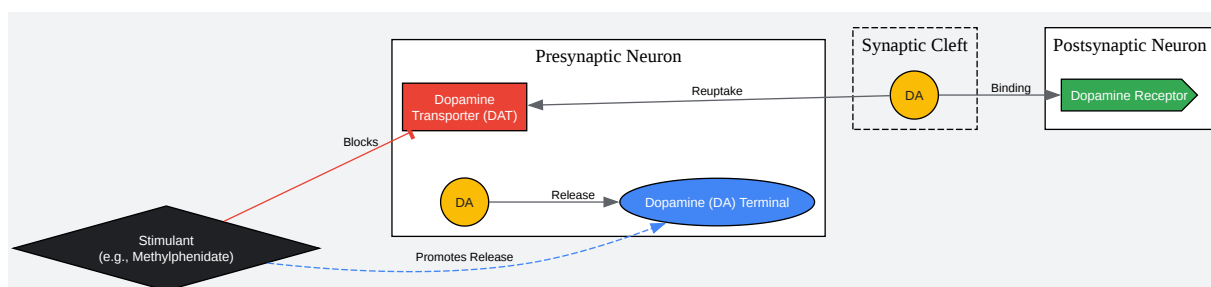 Presynaptic Neuron
Synaptic Cleft
Postsynaptic Neuron
Dopamine
Transporter (DAT)
Reuptake
DA
Binding
Dopamine Receptor
Blocks
DA
Release
Dopamine (DA) Terminal
Stimulant
(e.g., Methylphenidate)
Promotes Release